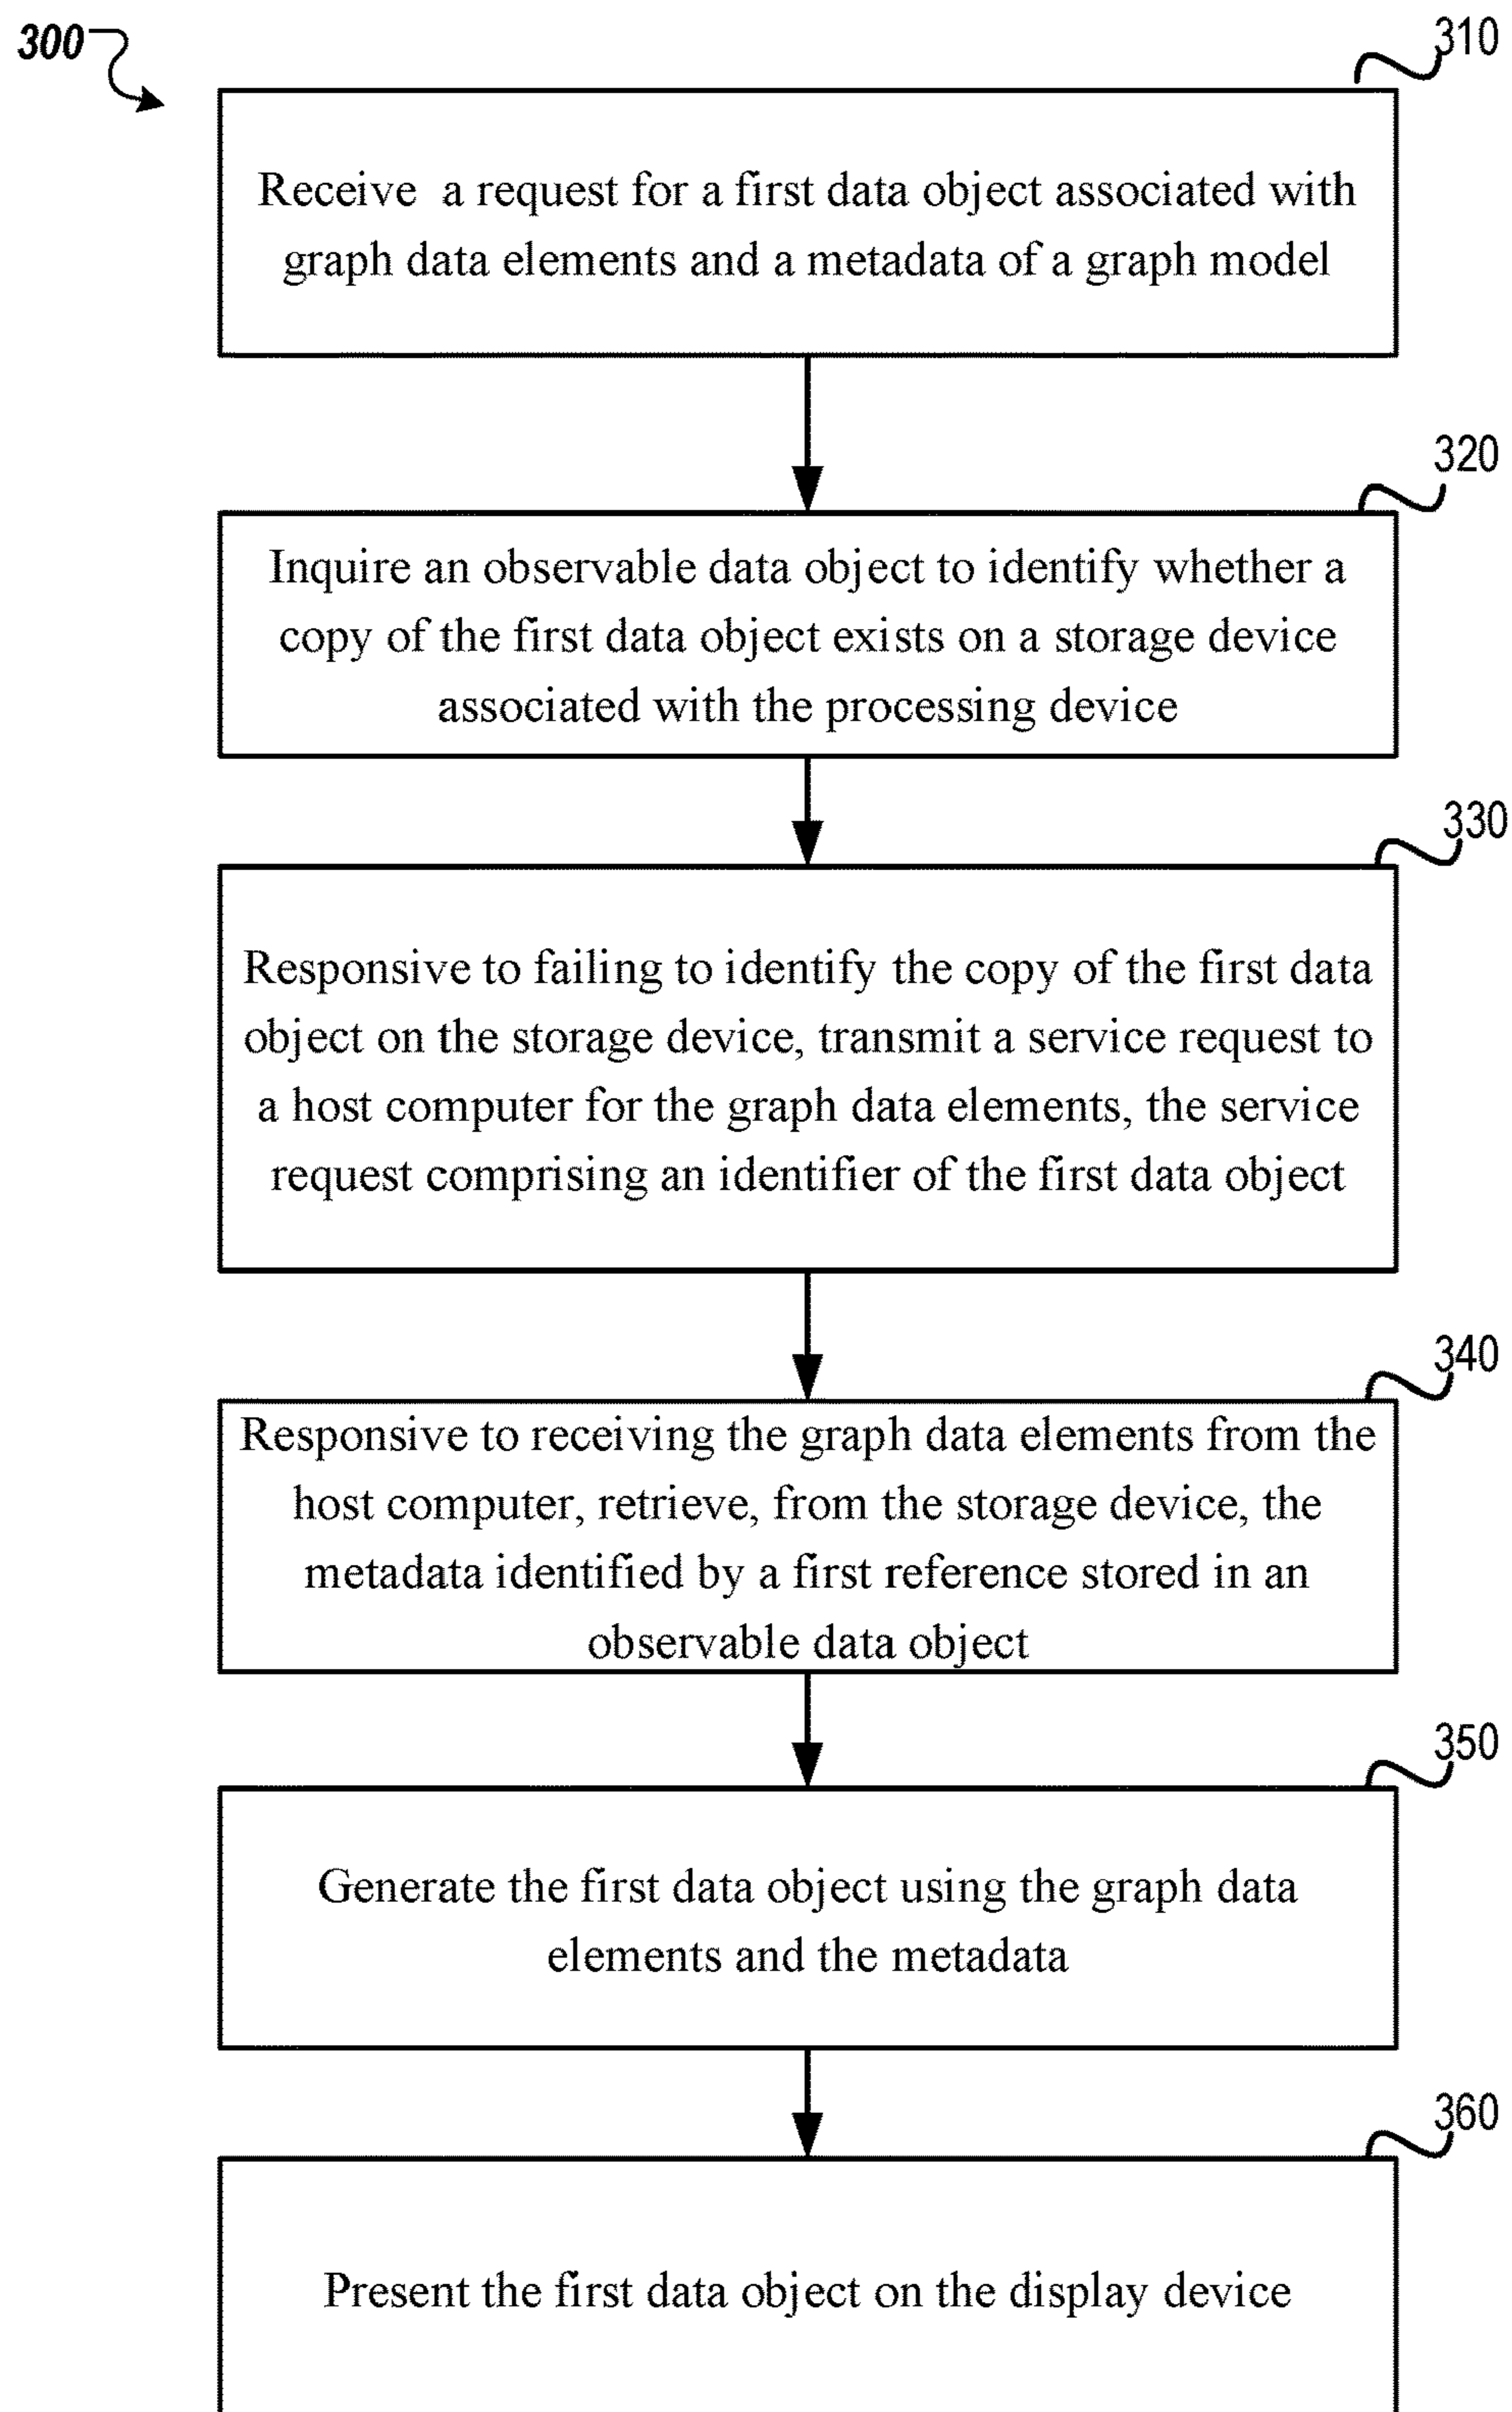 300
310
Receive a request for a first data object associated with
graph data elements and a metadata of a graph model
320
Inquire an observable data object to identify whether a
copy of the first data object exists on a storage device
associated with the processing device
330
Responsive to failing to identify the copy of the first data
object on the storage device, transmit a service request to
a host computer for the graph data elements, the service
request comprising an identifier of the first data object
340
Responsive to receiving the graph data elements from the
host computer, retrieve, from the storage device, the
metadata identified by a first reference stored in an
observable data object
350
Generate the first data object using the graph data
elements and the metadata
360
Present the first data object on the display device